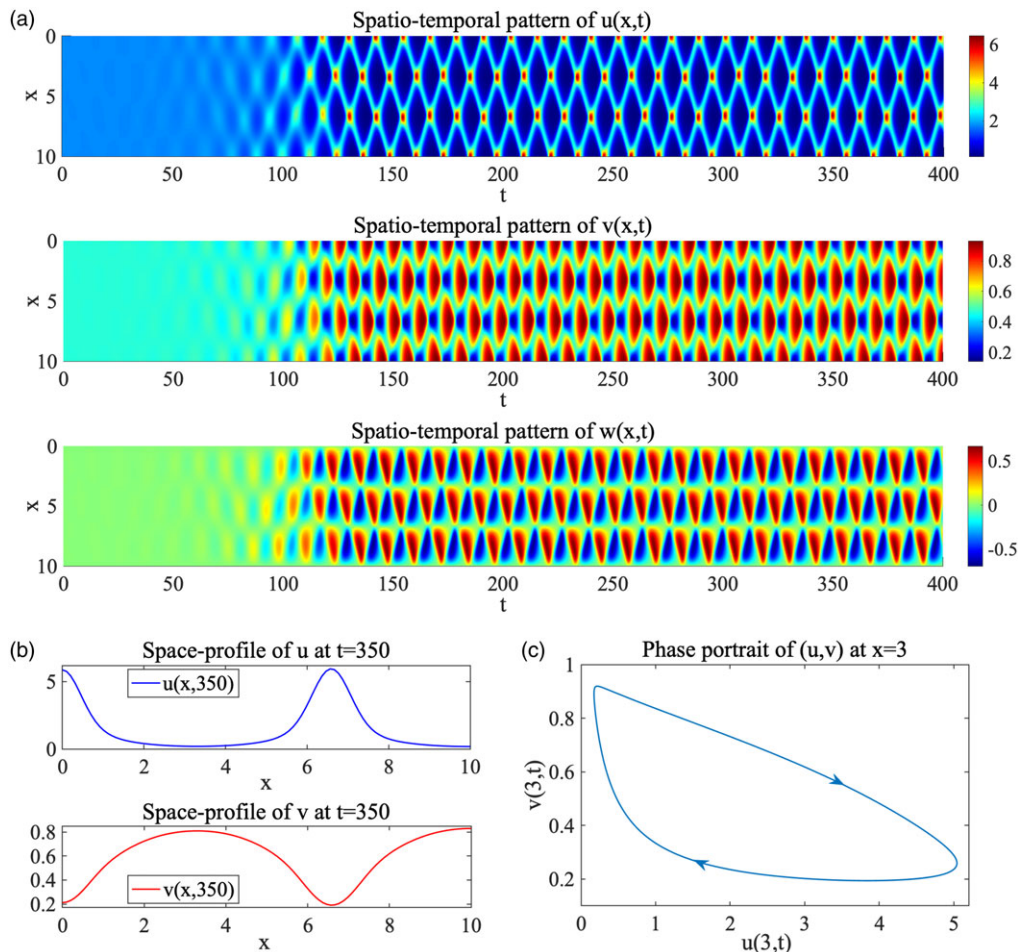 (a)
Spatio-temporal pattern of u(x,t)
0
5
10
x
0 50 100 150 200 250 300 350 400
t
6
4
2
Spatio-temporal pattern of v(x,t)
0
5
10
x
0 50 100 150 200 250 300 350 400
t
0.8
0.6
0.4
0.2
Spatio-temporal pattern of w(x,t)
0
5
10
x
0 50 100 150 200 250 300 350 400
t
0.5
0
-0.5
(b)
Space-profile of u at t=350
5
0
u(x,350)
0 2 4 6 8 10
x
Space-profile of v at t=350
0.8
0.6
0.4
0.2
v(x,350)
0 2 4 6 8 10
x
(c)
Phase portrait of (u,v) at x=3
1
0.8
0.6
0.4
0.2
v(3,t)
0 1 2 3 4 5
u(3,t)